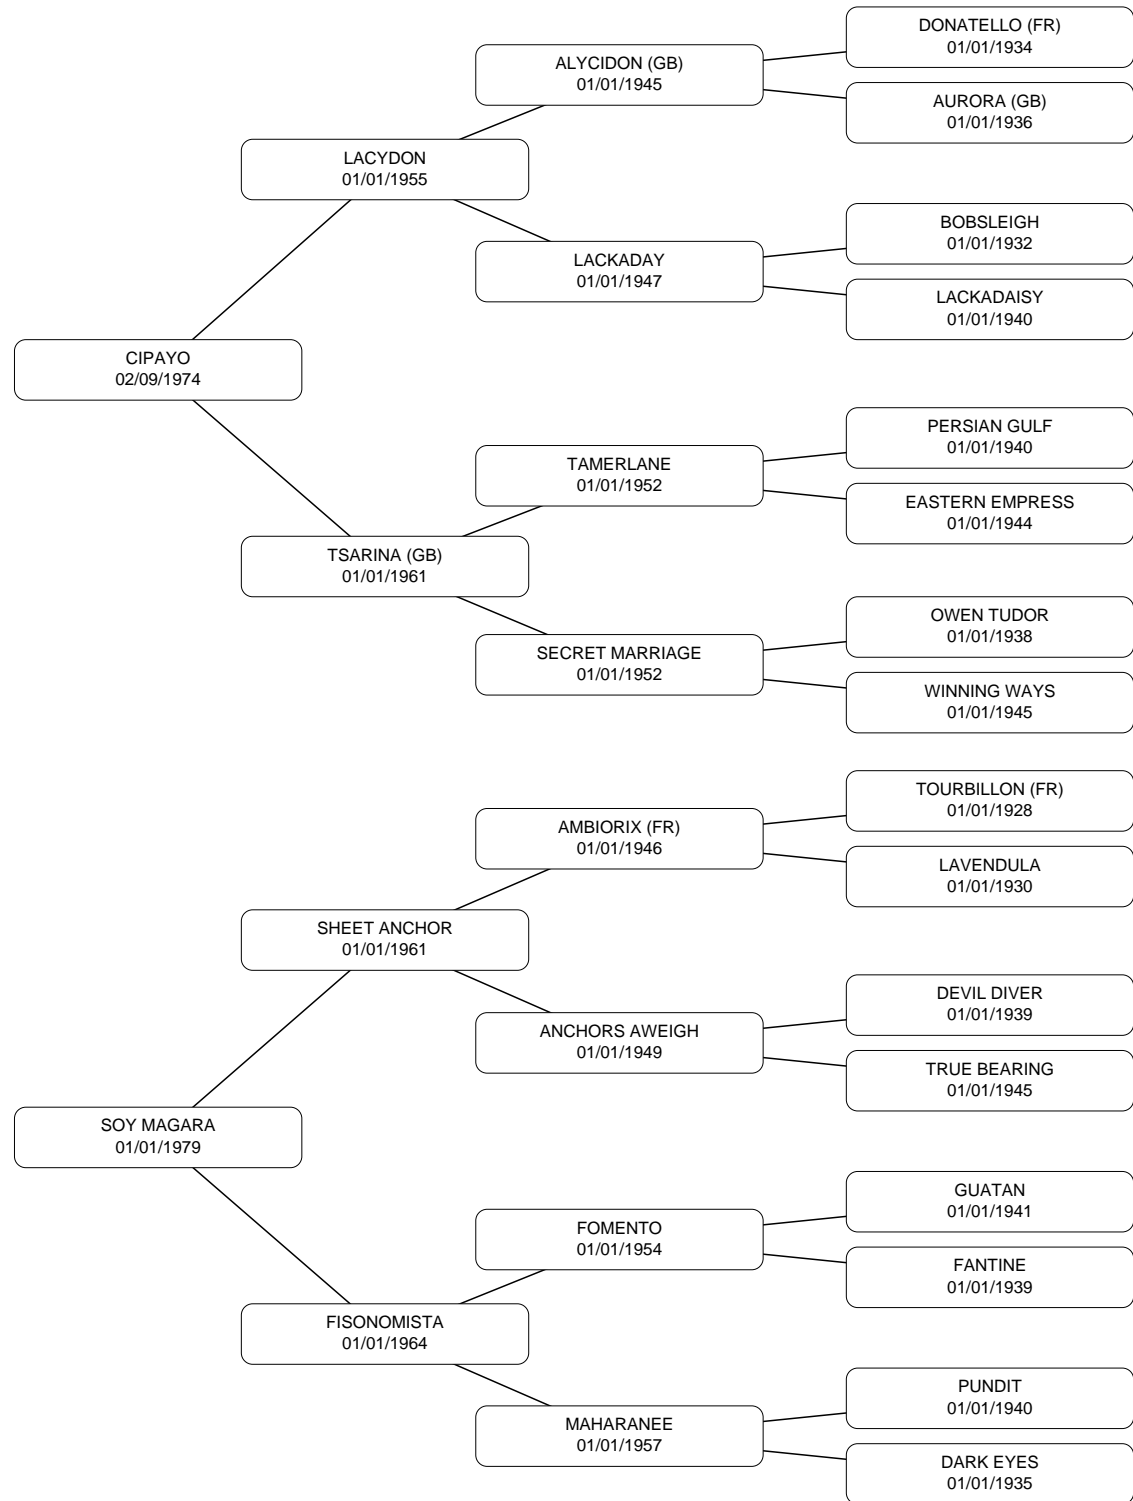 DONATELLO (FR)
01/01/1934
ALYCIDON (GB)
01/01/1945
AURORA (GB)
01/01/1936
LACYDON
01/01/1955
BOBSLEIGH
01/01/1932
LACKADAY
01/01/1947
LACKADAISY
01/01/1940
CIPAYO
02/09/1974
PERSIAN GULF
01/01/1940
TAMERLANE
01/01/1952
EASTERN EMPRESS
01/01/1944
TSARINA (GB)
01/01/1961
OWEN TUDOR
01/01/1938
SECRET MARRIAGE
01/01/1952
WINNING WAYS
01/01/1945
TOURBILLON (FR)
01/01/1928
AMBIORIX (FR)
01/01/1946
LAVENDULA
01/01/1930
SHEET ANCHOR
01/01/1961
DEVIL DIVER
01/01/1939
ANCHORS AWEIGH
01/01/1949
TRUE BEARING
01/01/1945
SOY MAGARA
01/01/1979
GUATAN
01/01/1941
FOMENTO
01/01/1954
FANTINE
01/01/1939
FISONOMISTA
01/01/1964
PUNDIT
01/01/1940
MAHARANEE
01/01/1957
DARK EYES
01/01/1935